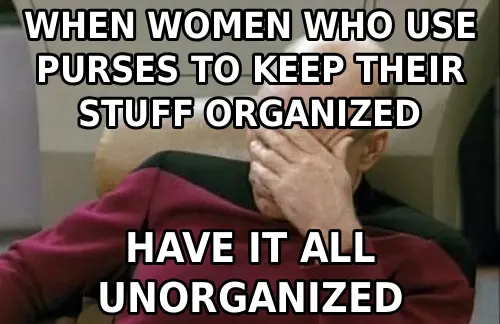 WHEN WOMEN WHO USE
PURSES TO KEEP THEIR
STUFF ORGANIZED
HAVE IT ALL
UNORGANIZED